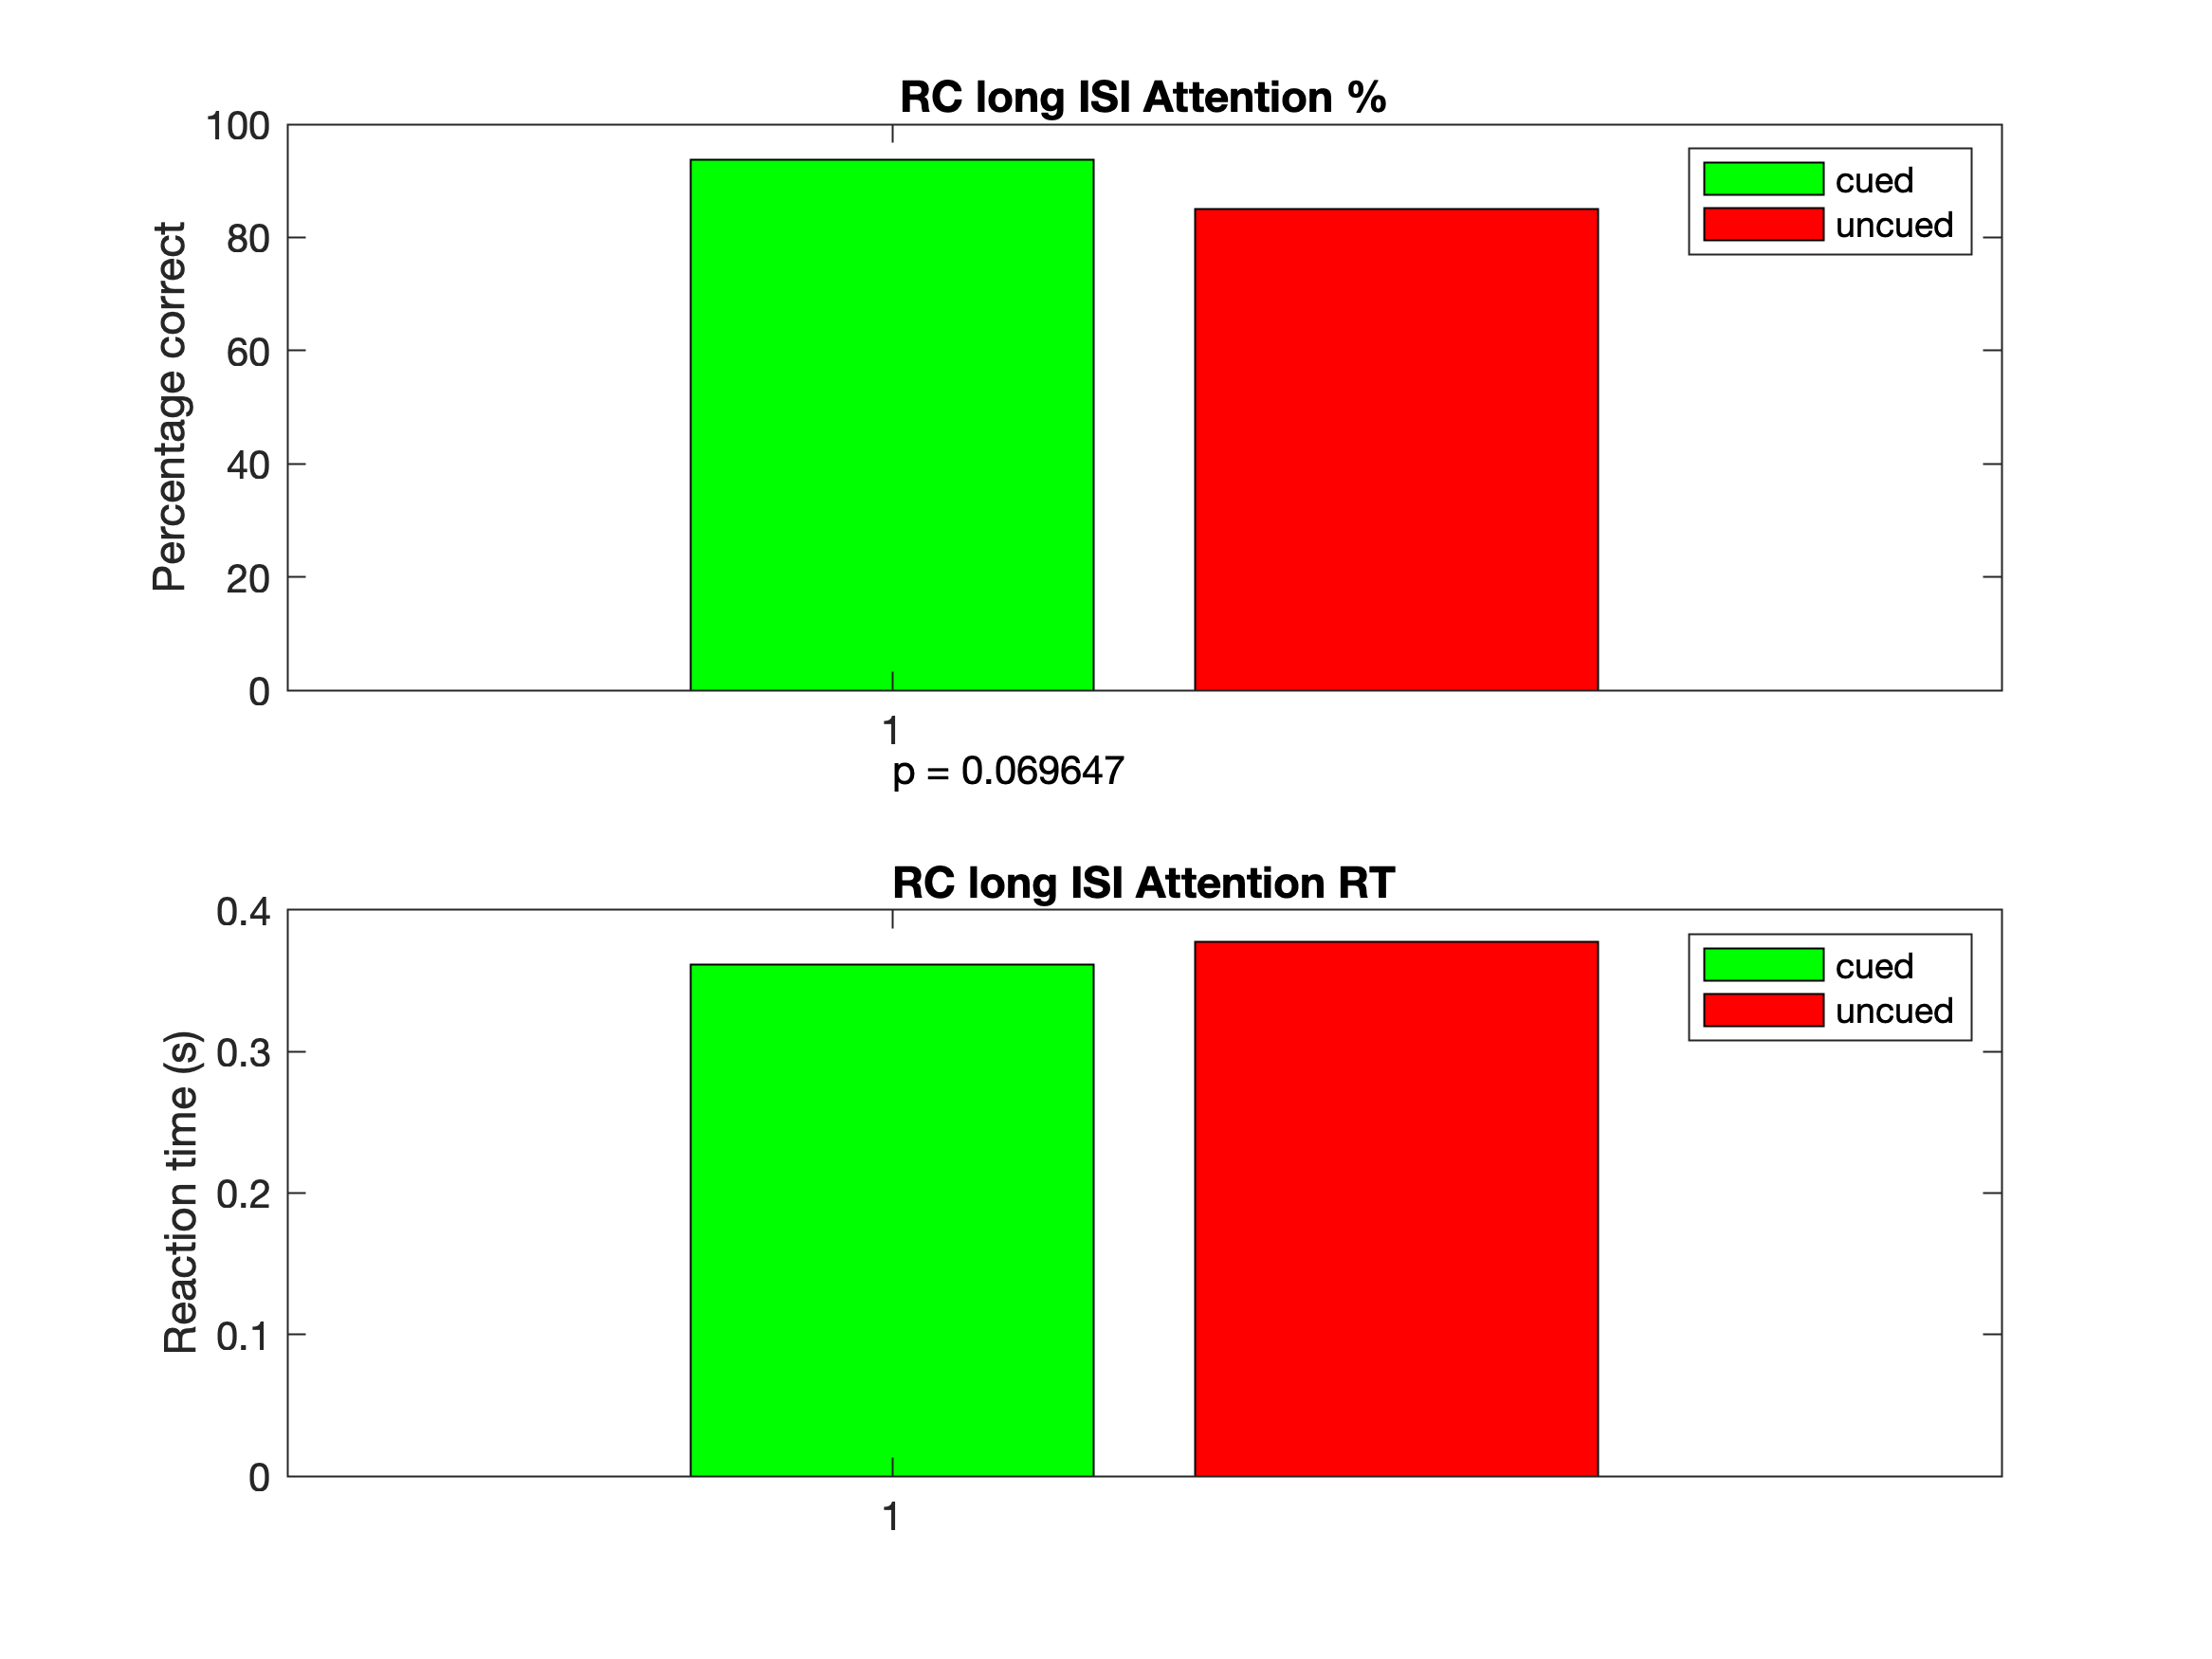 RC long ISI Attention %
100
80
60
40
20
0
Percentage correct
cued
uncued
1
p = 0.069647
RC long ISI Attention RT
0.4
0.3
0.2
0.1
0
Reaction time (s)
cued
uncued
1